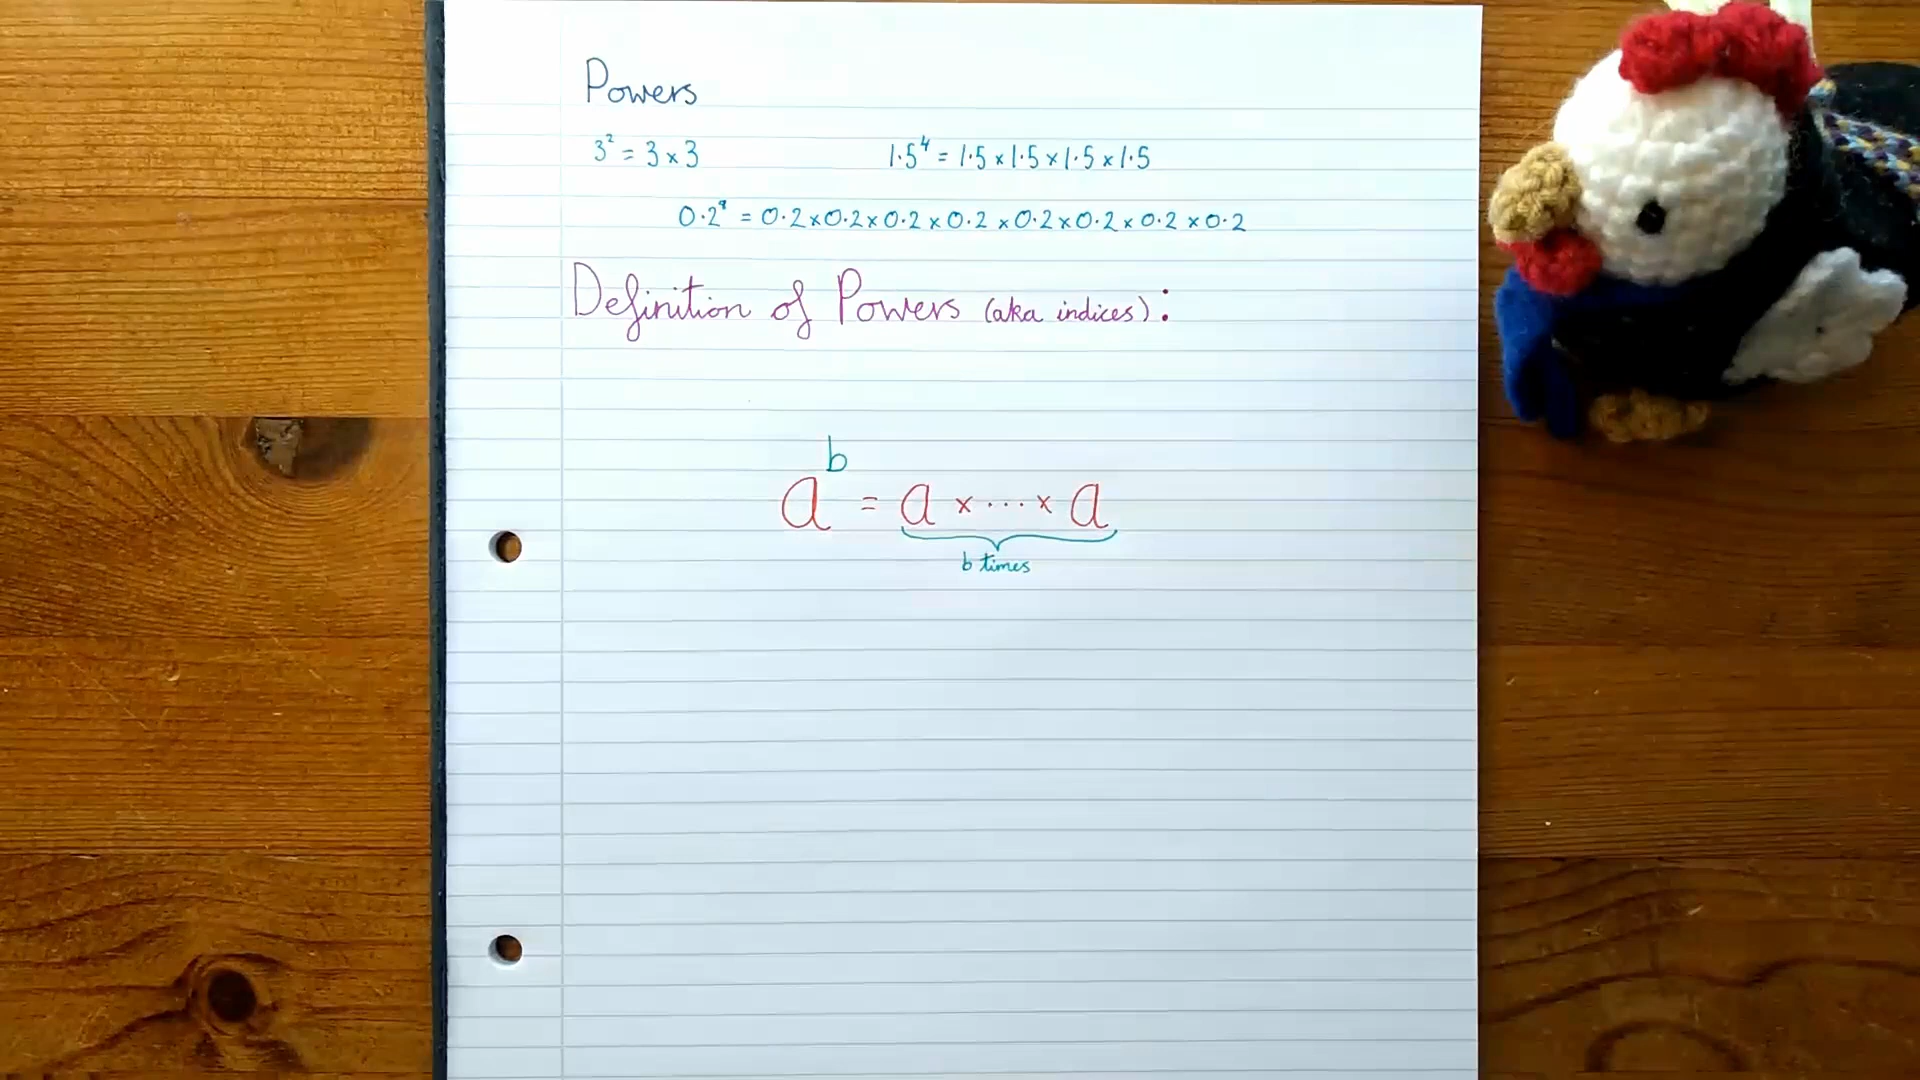 Powers
3² = 3 × 3 1·5⁴ = 1·5 × 1·5 × 1·5 × 1·5
0·2⁸ = 0·2 × 0·2 × 0·2 × 0·2 × 0·2 × 0·2 × 0·2 × 0·2
Definition of Powers (aka indices):
aᵇ = a × ··· × a
b times